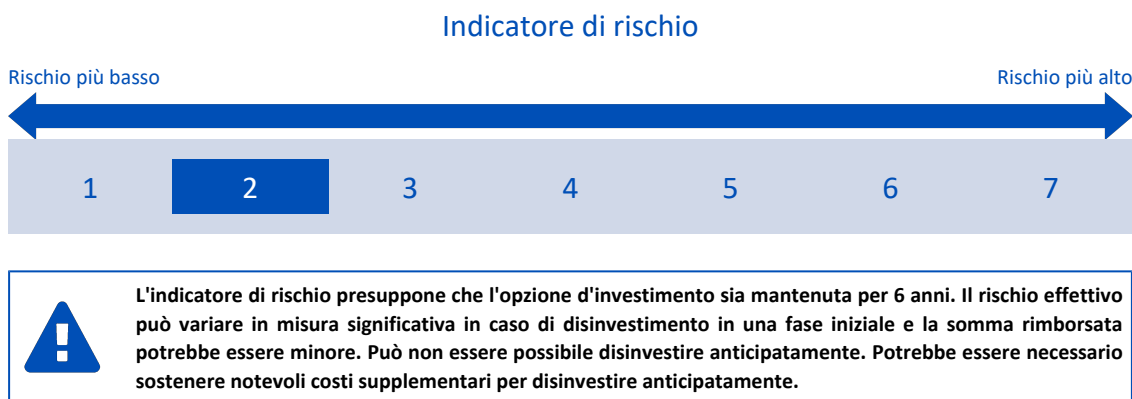 Indicatore di rischio
Rischio più basso
Rischio più alto
1 2 3 4 5 6 7
L'indicatore di rischio presuppone che l'opzione d'investimento sia mantenuta per 6 anni. Il rischio effettivo
può variare in misura significativa in caso di disinvestimento in una fase iniziale e la somma rimborsata
potrebbe essere minore. Può non essere possibile disinvestire anticipatamente. Potrebbe essere necessario
sostenere notevoli costi supplementari per disinvestire anticipatamente.